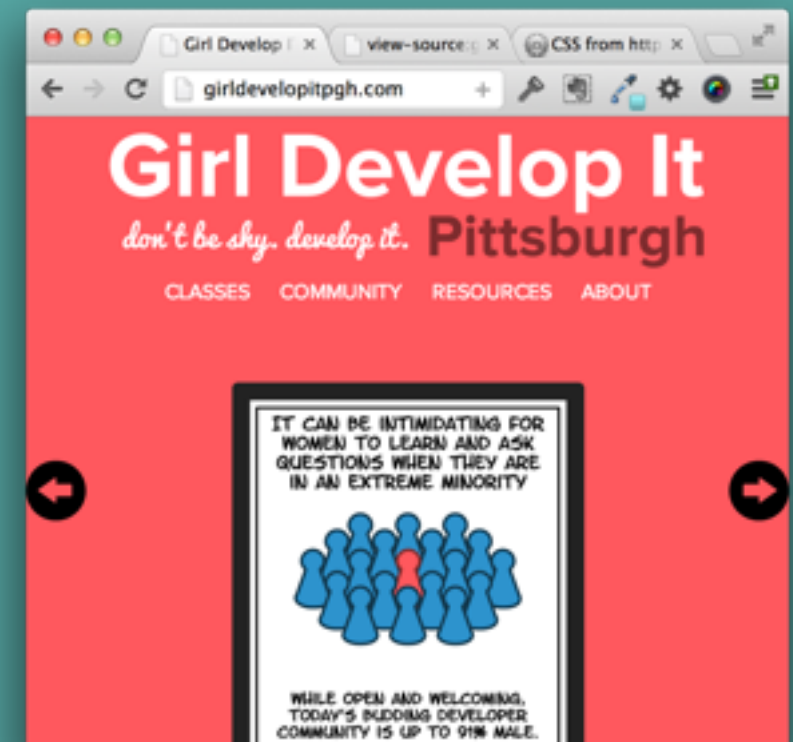 Girl Develop
view-source:
CSS from http
girldevelopitpgh.com
Girl Develop It
don't be shy. develop it. Pittsburgh
CLASSES COMMUNITY RESOURCES ABOUT
IT CAN BE INTIMIDATING FOR
WOMEN TO LEARN AND ASK
QUESTIONS WHEN THEY ARE
IN AN EXTREME MINORITY
WHILE OPEN AND WELCOMING,
TODAY'S BUDDING DEVELOPER
COMMUNITY IS UP TO 91% MALE.